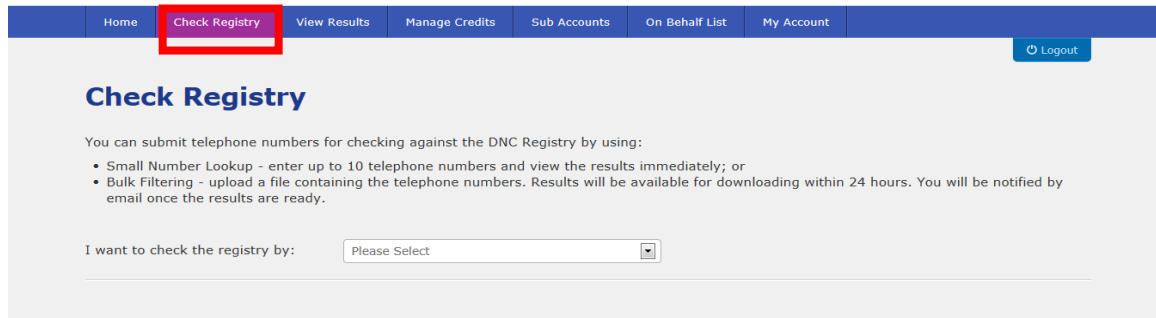 Home Check Registry View Results Manage Credits Sub Accounts On Behalf List My Account
Logout
Check Registry
You can submit telephone numbers for checking against the DNC Registry by using:
• Small Number Lookup - enter up to 10 telephone numbers and view the results immediately; or
• Bulk Filtering - upload a file containing the telephone numbers. Results will be available for downloading within 24 hours. You will be notified by
email once the results are ready.
I want to check the registry by: Please Select